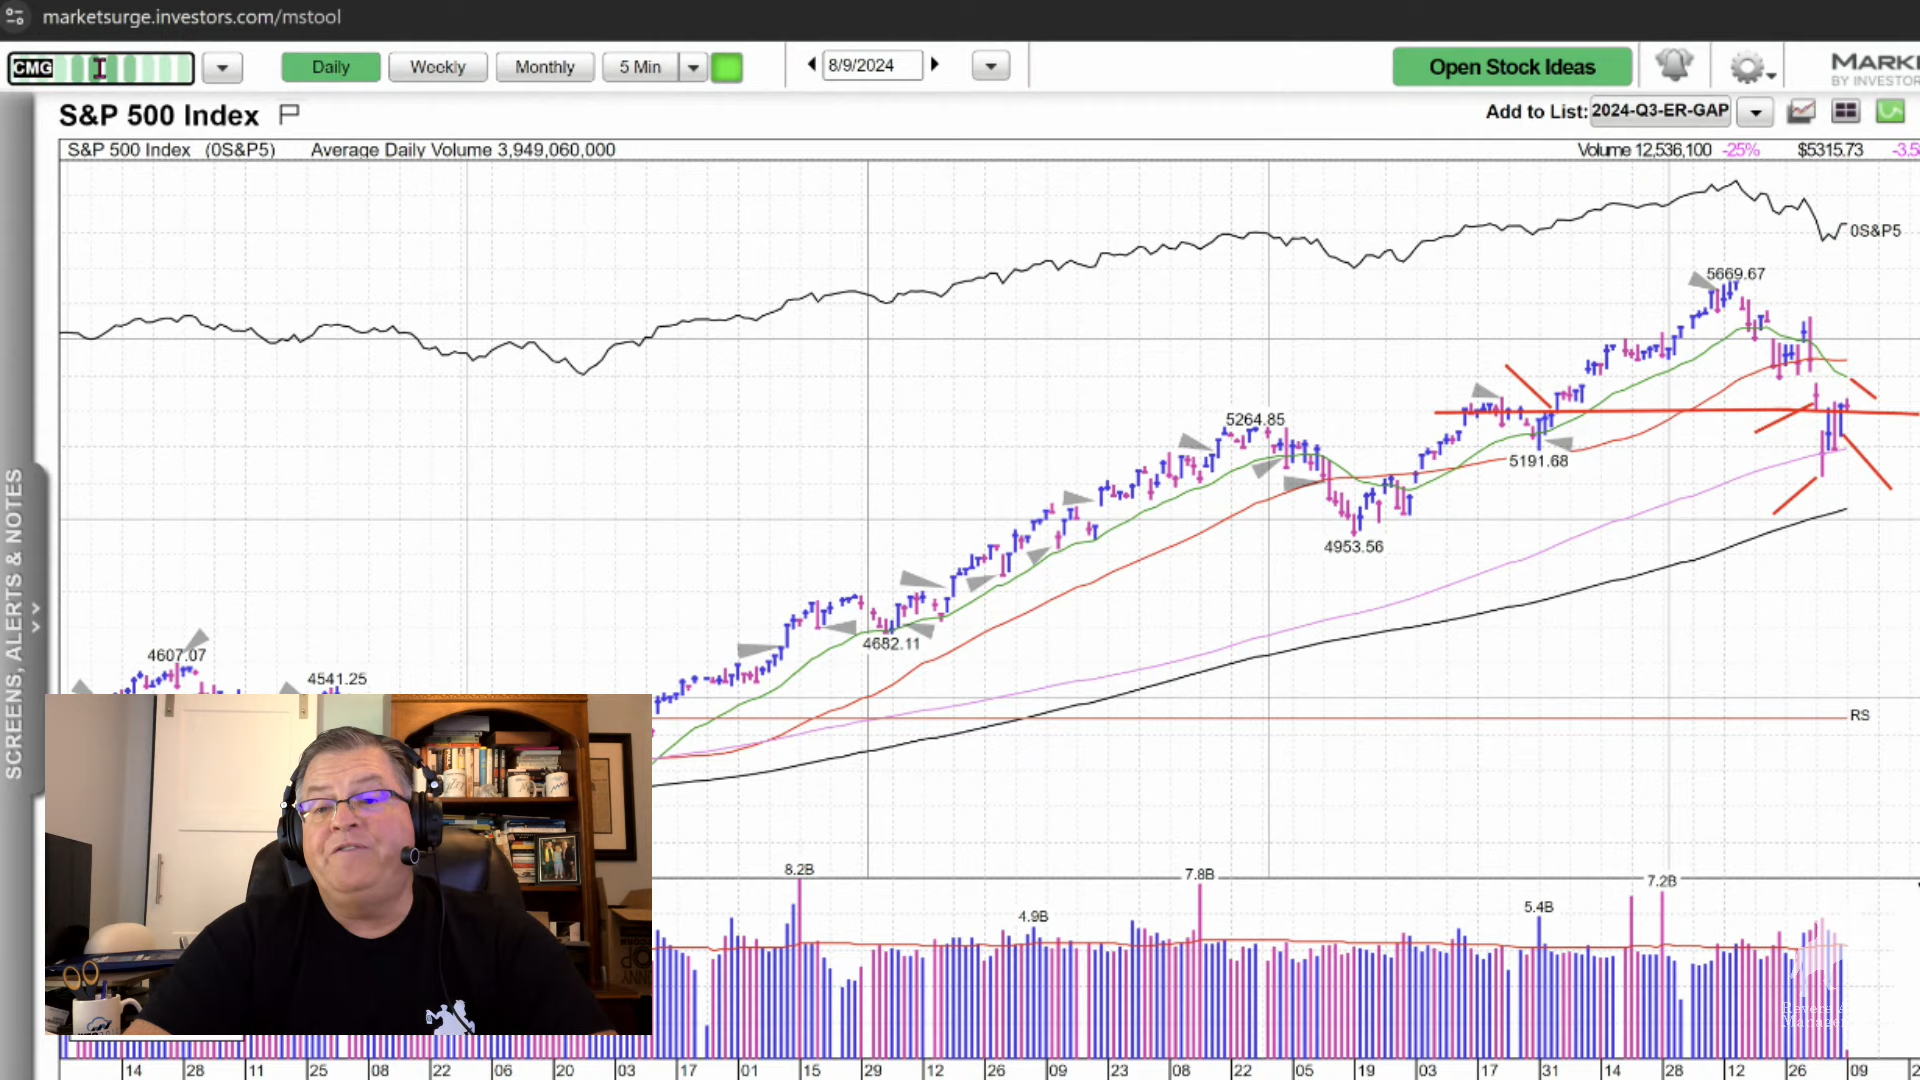 marketsurge.investors.com/mstool
CMG
Daily
Weekly
Monthly
5 Min
8/9/2024
Open Stock Ideas
S&P 500 Index
Add to List:
2024-Q3-ER-GAP
S&P 500 Index (0S&P5) Average Daily Volume 3,949,060,000
Volume 12,536,100 -25% $5315.73
0S&P5
5669.67
5264.85
5191.68
4953.56
4682.11
4607.07
4541.25
RS
SCREENS, ALERTS & NOTES
8.2B
7.8B
7.2B
5.4B
4.9B
14 28 11 25 08 22 06 20 03 17 01 15 29 12 26 09 23 08 22 05 19 03 17 31 14 28 12 26 09